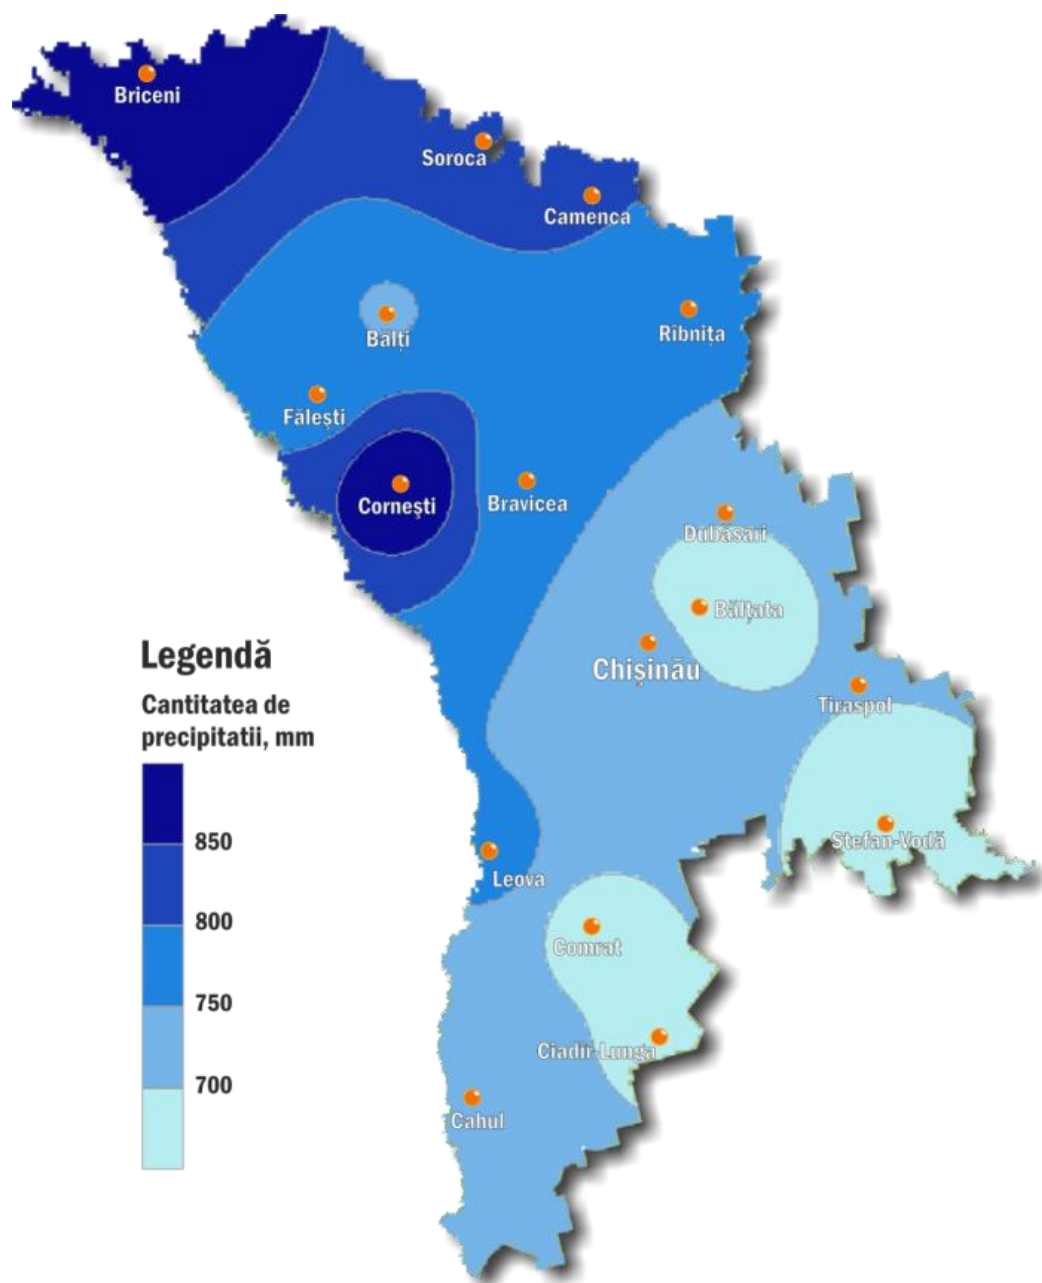 Briceni
Soroca
Camenca
Bălți
Rîbnița
Fălești
Cornești
Bravicea
Dubăsari
Bălțata
Chișinău
Tiraspol
Ștefan-Vodă
Leova
Comrat
Ciadîr-Lunga
Cahul
Legendă
Cantitatea de
precipitatii, mm
850
800
750
700